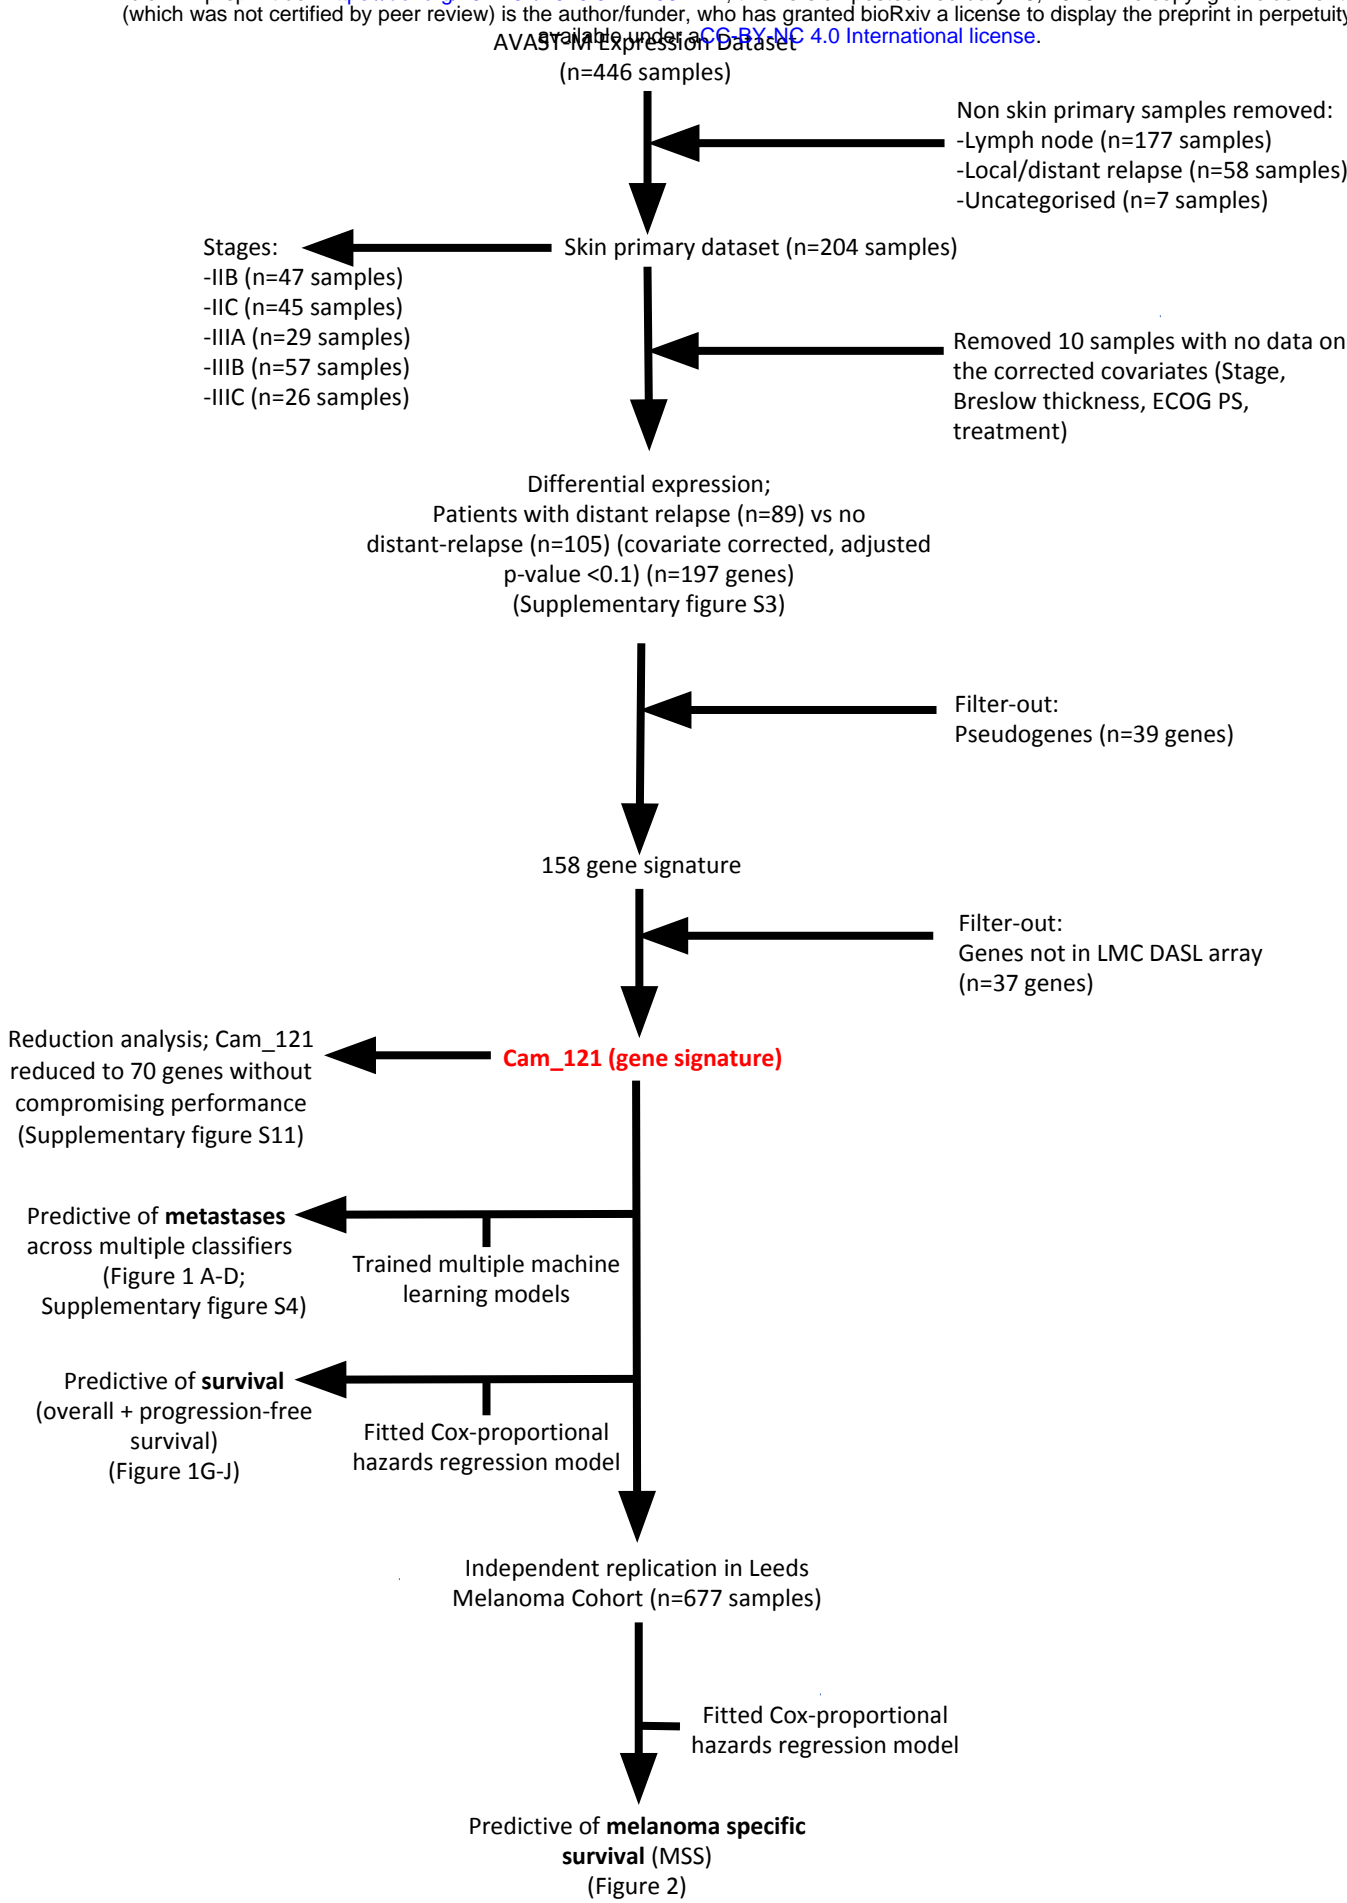 (which was not certified by peer review) is the author/funder, who has granted bioRxiv a license to display the preprint in perpetuity
available under aCC-BY-NC 4.0 International license.
AVAST-M Expression Dataset
(n=446 samples)
Non skin primary samples removed:
-Lymph node (n=177 samples)
-Local/distant relapse (n=58 samples)
-Uncategorised (n=7 samples)
Skin primary dataset (n=204 samples)
Stages:
-IIB (n=47 samples)
-IIC (n=45 samples)
-IIIA (n=29 samples)
-IIIB (n=57 samples)
-IIIC (n=26 samples)
Removed 10 samples with no data on
the corrected covariates (Stage,
Breslow thickness, ECOG PS,
treatment)
Differential expression;
Patients with distant relapse (n=89) vs no
distant-relapse (n=105) (covariate corrected, adjusted
p-value <0.1) (n=197 genes)
(Supplementary figure S3)
Filter-out:
Pseudogenes (n=39 genes)
158 gene signature
Filter-out:
Genes not in LMC DASL array
(n=37 genes)
Cam_121 (gene signature)
Reduction analysis; Cam_121
reduced to 70 genes without
compromising performance
(Supplementary figure S11)
Predictive of metastases
across multiple classifiers
(Figure 1 A-D;
Supplementary figure S4)
Trained multiple machine
learning models
Predictive of survival
(overall + progression-free
survival)
(Figure 1G-J)
Fitted Cox-proportional
hazards regression model
Independent replication in Leeds
Melanoma Cohort (n=677 samples)
Fitted Cox-proportional
hazards regression model
Predictive of melanoma specific
survival (MSS)
(Figure 2)